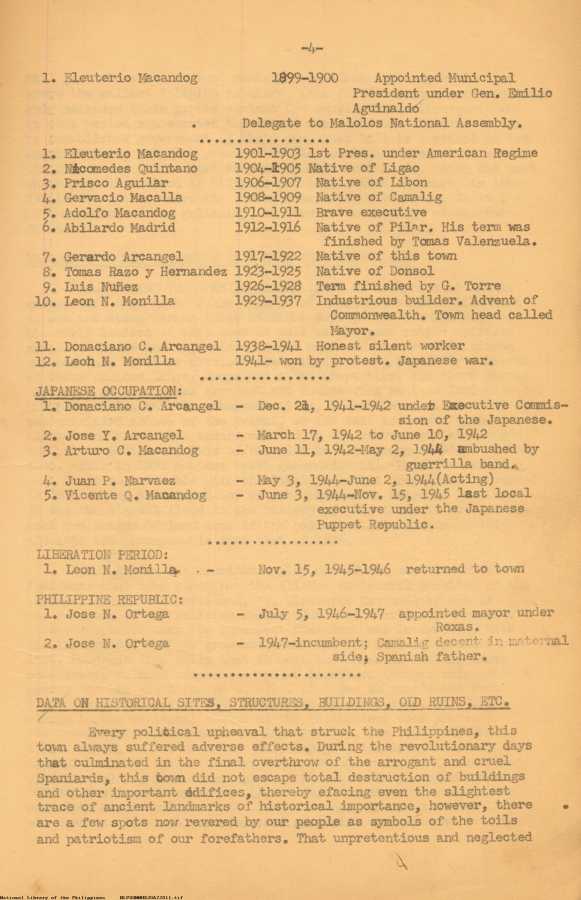 -4-
1. Eleuterio Macandog 1899-1900 Appointed Municipal
President under Gen. Emilio
Aguinaldo
Delegate to Malolos National Assembly.
..................
1. Eleuterio Macandog 1901-1903 1st Pres. under American Regime
2. Nicomedes Quintano 1904-1905 Native of Ligao
3. Prisco Aguilar 1906-1907 Native of Libon
4. Gervacio Macalla 1908-1909 Native of Camalig
5. Adolfo Macandog 1910-1911 Brave executive
6. Abilardo Madrid 1912-1916 Native of Pilar. His term was
finished by Tomas Valenzuela.
7. Gerardo Arcangel 1917-1922 Native of this town
8. Tomas Razo y Hernandez 1923-1925 Native of Donsol
9. Luis Nuñez 1926-1928 Term finished by G. Torre
10. Leon N. Monilla 1929-1937 Industrious builder. Advent of
Commonwealth. Town head called
Mayor.
11. Donaciano C. Arcangel 1938-1941 Honest silent worker
12. Leon N. Monilla 1941- won by protest. Japanese war.
..................
JAPANESE OCCUPATION:
1. Donaciano C. Arcangel - Dec. 21, 1941-1942 under Executive Commis-
sion of the Japanese.
2. Jose Y. Arcangel - March 17, 1942 to June 10, 1942
3. Arturo C. Macandog - June 11, 1942-May 2, 1944 ambushed by
guerrilla band.
4. Juan P. Narvaez - May 3, 1944-June 2, 1944(Acting)
5. Vicente Q. Macandog - June 3, 1944-Nov. 15, 1945 last local
executive under the Japanese
Puppet Republic.
..................
LIBERATION PERIOD:
1. Leon N. Monilla - Nov. 15, 1945-1946 returned to town
PHILIPPINE REPUBLIC:
1. Jose N. Ortega - July 5, 1946-1947 appointed mayor under
Roxas.
2. Jose N. Ortega - 1947-incumbent; Camalig decent in maternal
side; Spanish father.
.......................
DATA ON HISTORICAL SITES, STRUCTURES, BUILDINGS, OLD RUINS, ETC.
Every political upheaval that struck the Philippines, this
town always suffered adverse effects. During the revolutionary days
that culminated in the final overthrow of the arrogant and cruel
Spaniards, this town did not escape total destruction of buildings
and other important edifices, thereby efacing even the slightest
trace of ancient landmarks of historical importance, however, there
are a few spots now revered by our people as symbols of the toils
and patriotism of our forefathers. That unpretentious and neglected
National Library of the Philippines